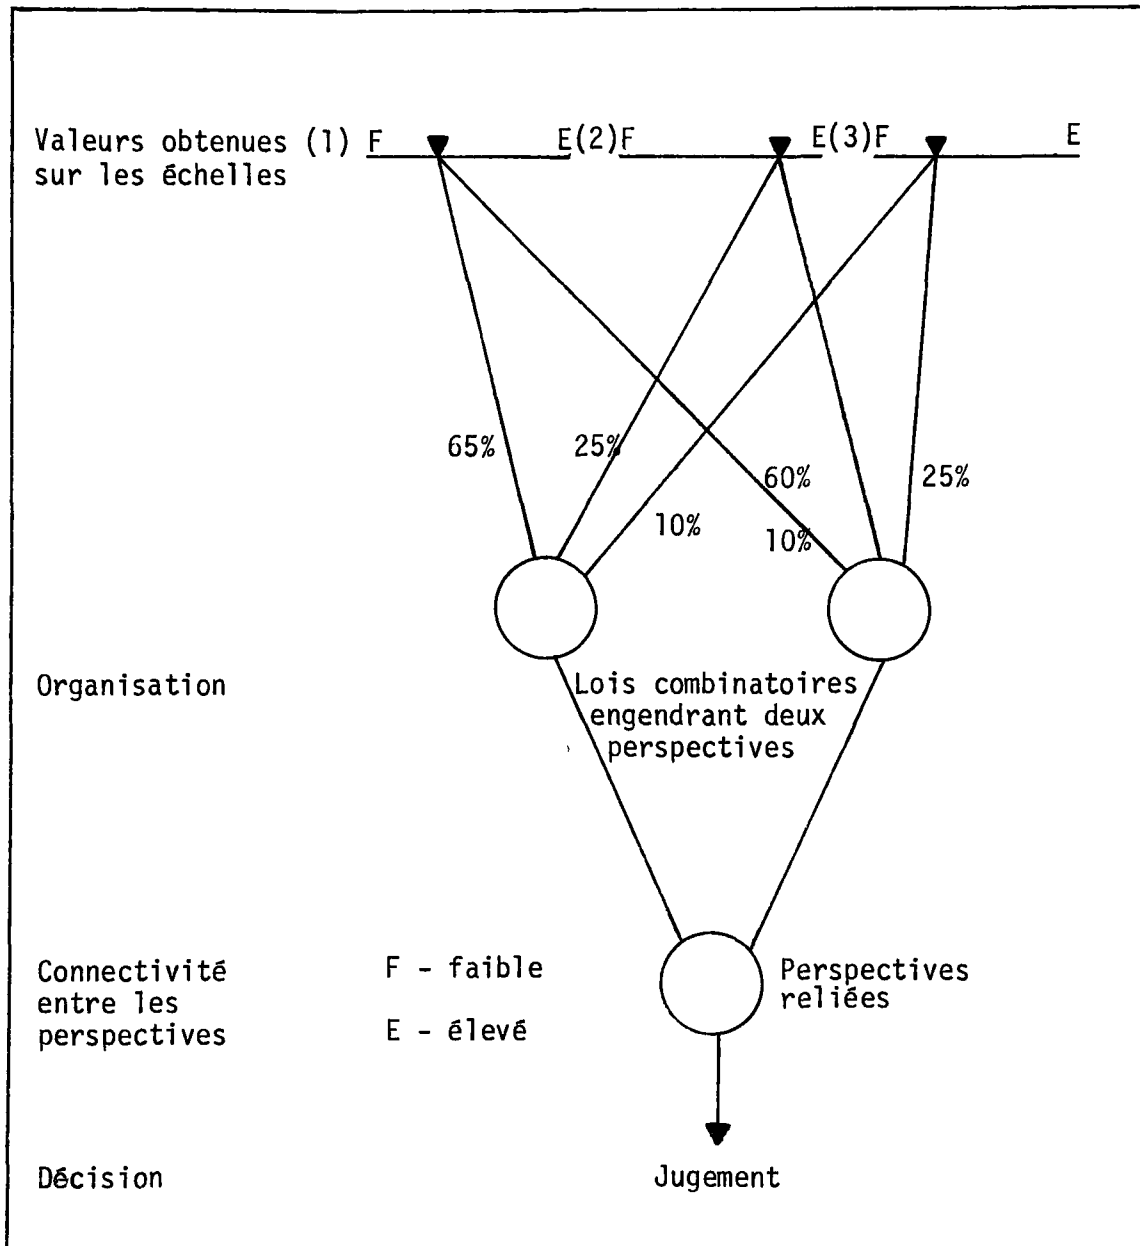 Valeurs obtenues (1) F E(2)F E(3)F E
sur les échelles
65%
25%
60%
25%
10%
10%
Organisation
Lois combinatoires
engendrant deux
perspectives
Connectivité
entre les
perspectives
F - faible
E - élevé
Perspectives
reliées
Décision
Jugement